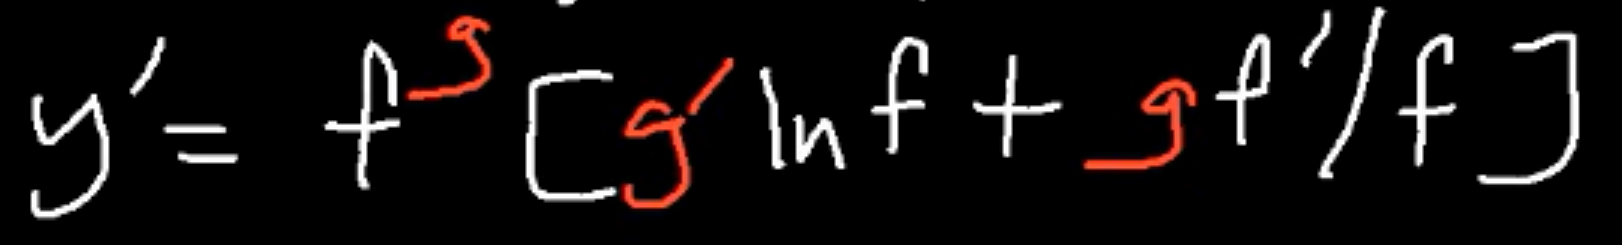 y' = f^g [g' ln f + g f'/f]